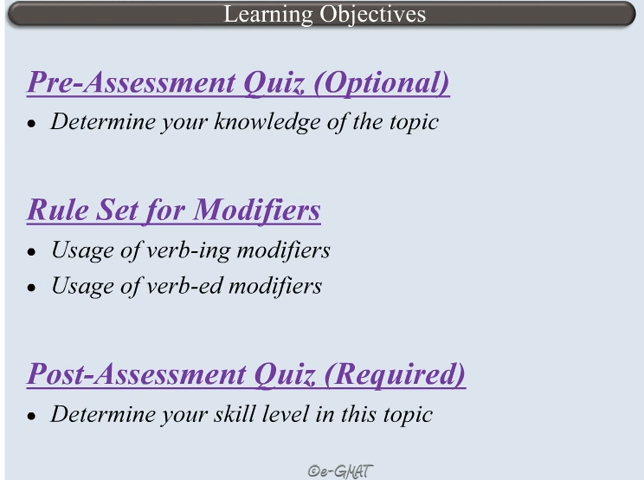 Learning Objectives
Pre-Assessment Quiz (Optional)
• Determine your knowledge of the topic
Rule Set for Modifiers
• Usage of verb-ing modifiers
• Usage of verb-ed modifiers
Post-Assessment Quiz (Required)
• Determine your skill level in this topic
©e-GMAT